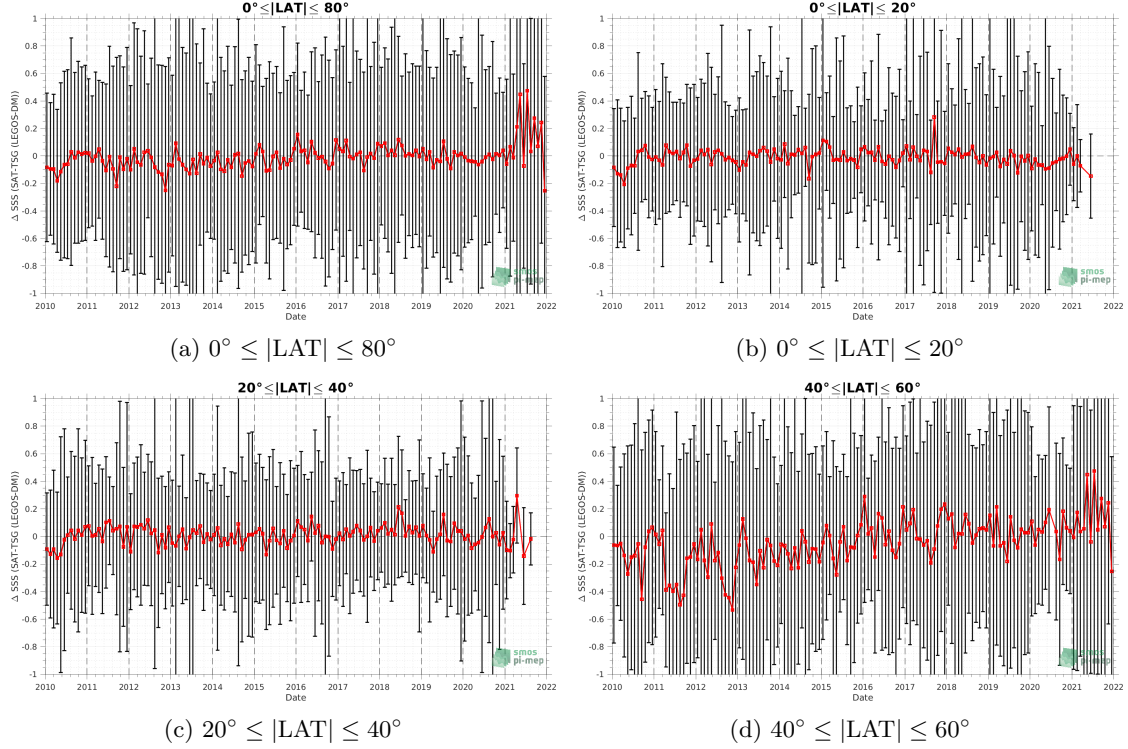 0°≤|LAT|≤ 80°
Δ SSS (SAT-TSG (LEGOS-DM))
1
0.8
0.6
0.4
0.2
0
-0.2
-0.4
-0.6
-0.8
-1
smos
pi-mep
2010 2011 2012 2013 2014 2015 2016 2017 2018 2019 2020 2021 2022
Date
(a) 0° ≤ |LAT| ≤ 80°
0°≤|LAT|≤ 20°
Δ SSS (SAT-TSG (LEGOS-DM))
1
0.8
0.6
0.4
0.2
0
-0.2
-0.4
-0.6
-0.8
-1
smos
pi-mep
2010 2011 2012 2013 2014 2015 2016 2017 2018 2019 2020 2021 2022
Date
(b) 0° ≤ |LAT| ≤ 20°
20°≤|LAT|≤ 40°
Δ SSS (SAT-TSG (LEGOS-DM))
1
0.8
0.6
0.4
0.2
0
-0.2
-0.4
-0.6
-0.8
-1
smos
pi-mep
2010 2011 2012 2013 2014 2015 2016 2017 2018 2019 2020 2021 2022
Date
(c) 20° ≤ |LAT| ≤ 40°
40°≤|LAT|≤ 60°
Δ SSS (SAT-TSG (LEGOS-DM))
1
0.8
0.6
0.4
0.2
0
-0.2
-0.4
-0.6
-0.8
-1
smos
pi-mep
2010 2011 2012 2013 2014 2015 2016 2017 2018 2019 2020 2021 2022
Date
(d) 40° ≤ |LAT| ≤ 60°